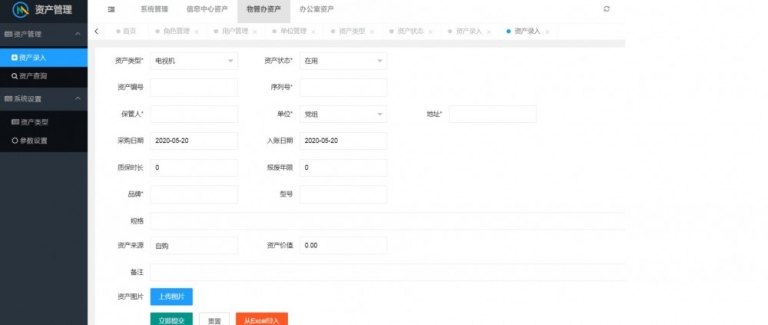 资产管理 系统管理 信息中心资产 物管办资产 办公室资产
首页 角色管理 用户管理 单位管理 资产类型 资产状态 资产录入 资产录入
资产管理
资产录入
资产查询
系统设置
资产类型
参数设置
资产类型* 电视机 资产状态* 在用
资产编号 序列号*
保管人* 单位* 党组 地址*
采购日期 2020-05-20 入账日期 2020-05-20
质保时长 0 报废年限 0
品牌* 型号
规格
资产来源 自购 资产价值 0.00
备注
资产图片 上传图片
立即提交 重置 从Excel导入